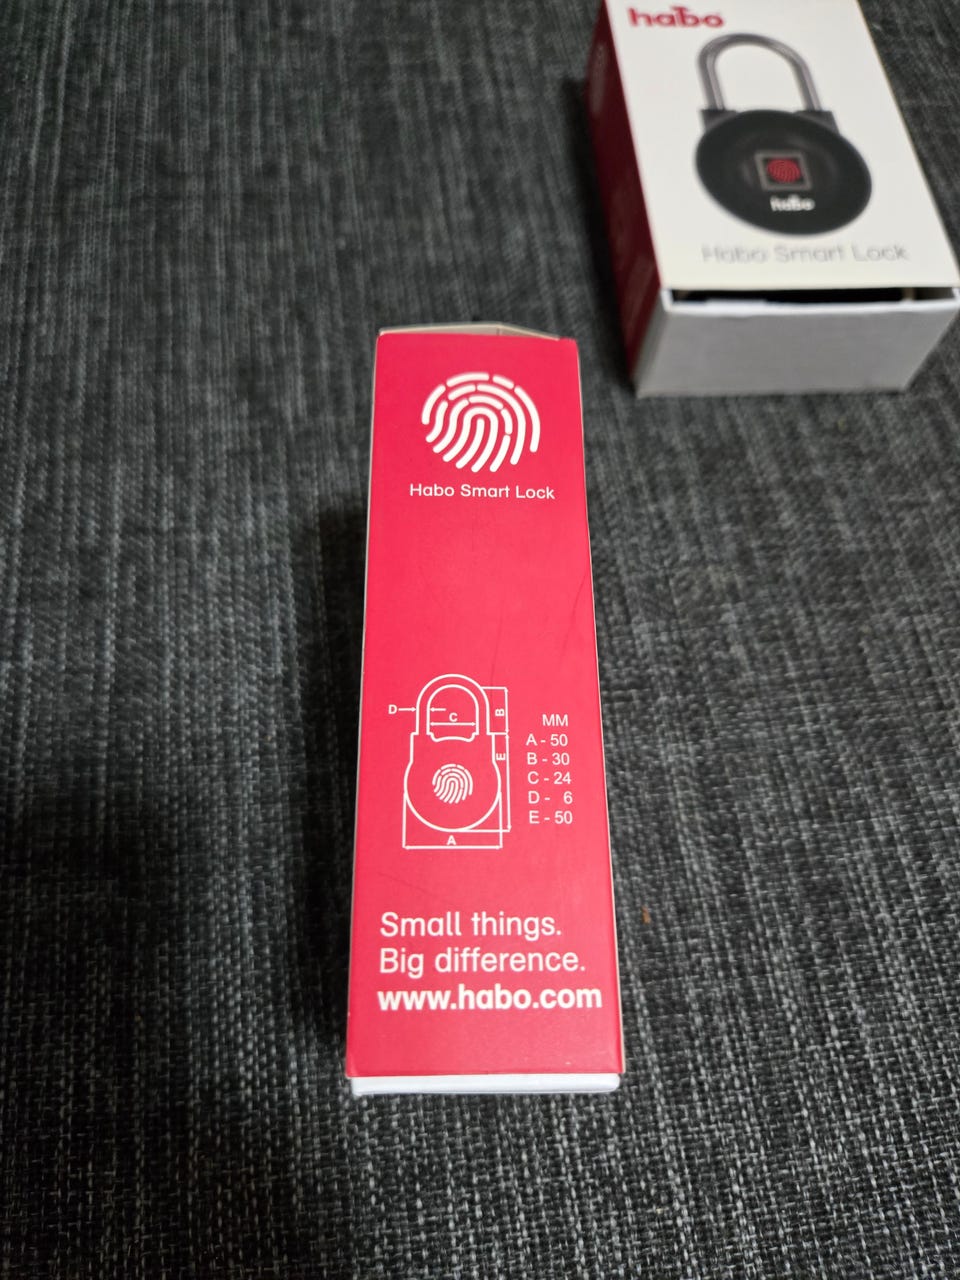 habo
habo
Habo Smart Lock
Habo Smart Lock
D
C
B
E
A
MM
A - 50
B - 30
C - 24
D - 6
E - 50
Small things.
Big difference.
www.habo.com